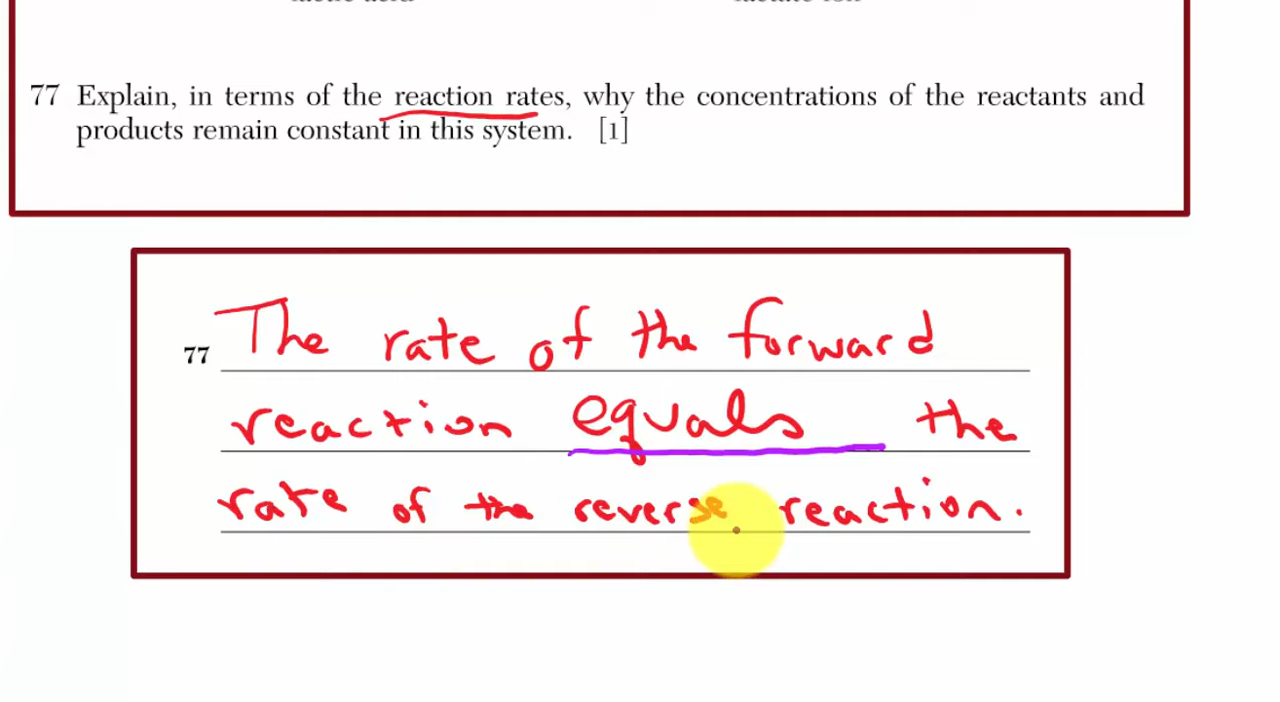 77 Explain, in terms of the reaction rates, why the concentrations of the reactants and
products remain constant in this system. [1]
77 The rate of the forward
reaction equals the
rate of the reverse reaction.